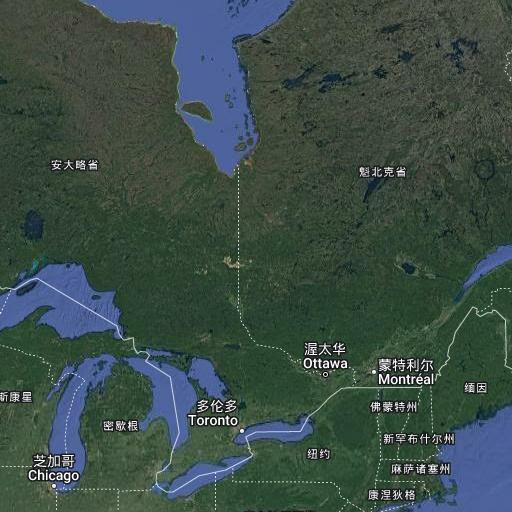 安大略省
魁北克省
渥太华
Ottawa
蒙特利尔
Montréal
缅因
斯康星
多伦多
Toronto
佛蒙特州
密歇根
新罕布什尔州
纽约
芝加哥
Chicago
麻萨诸塞州
康涅狄格